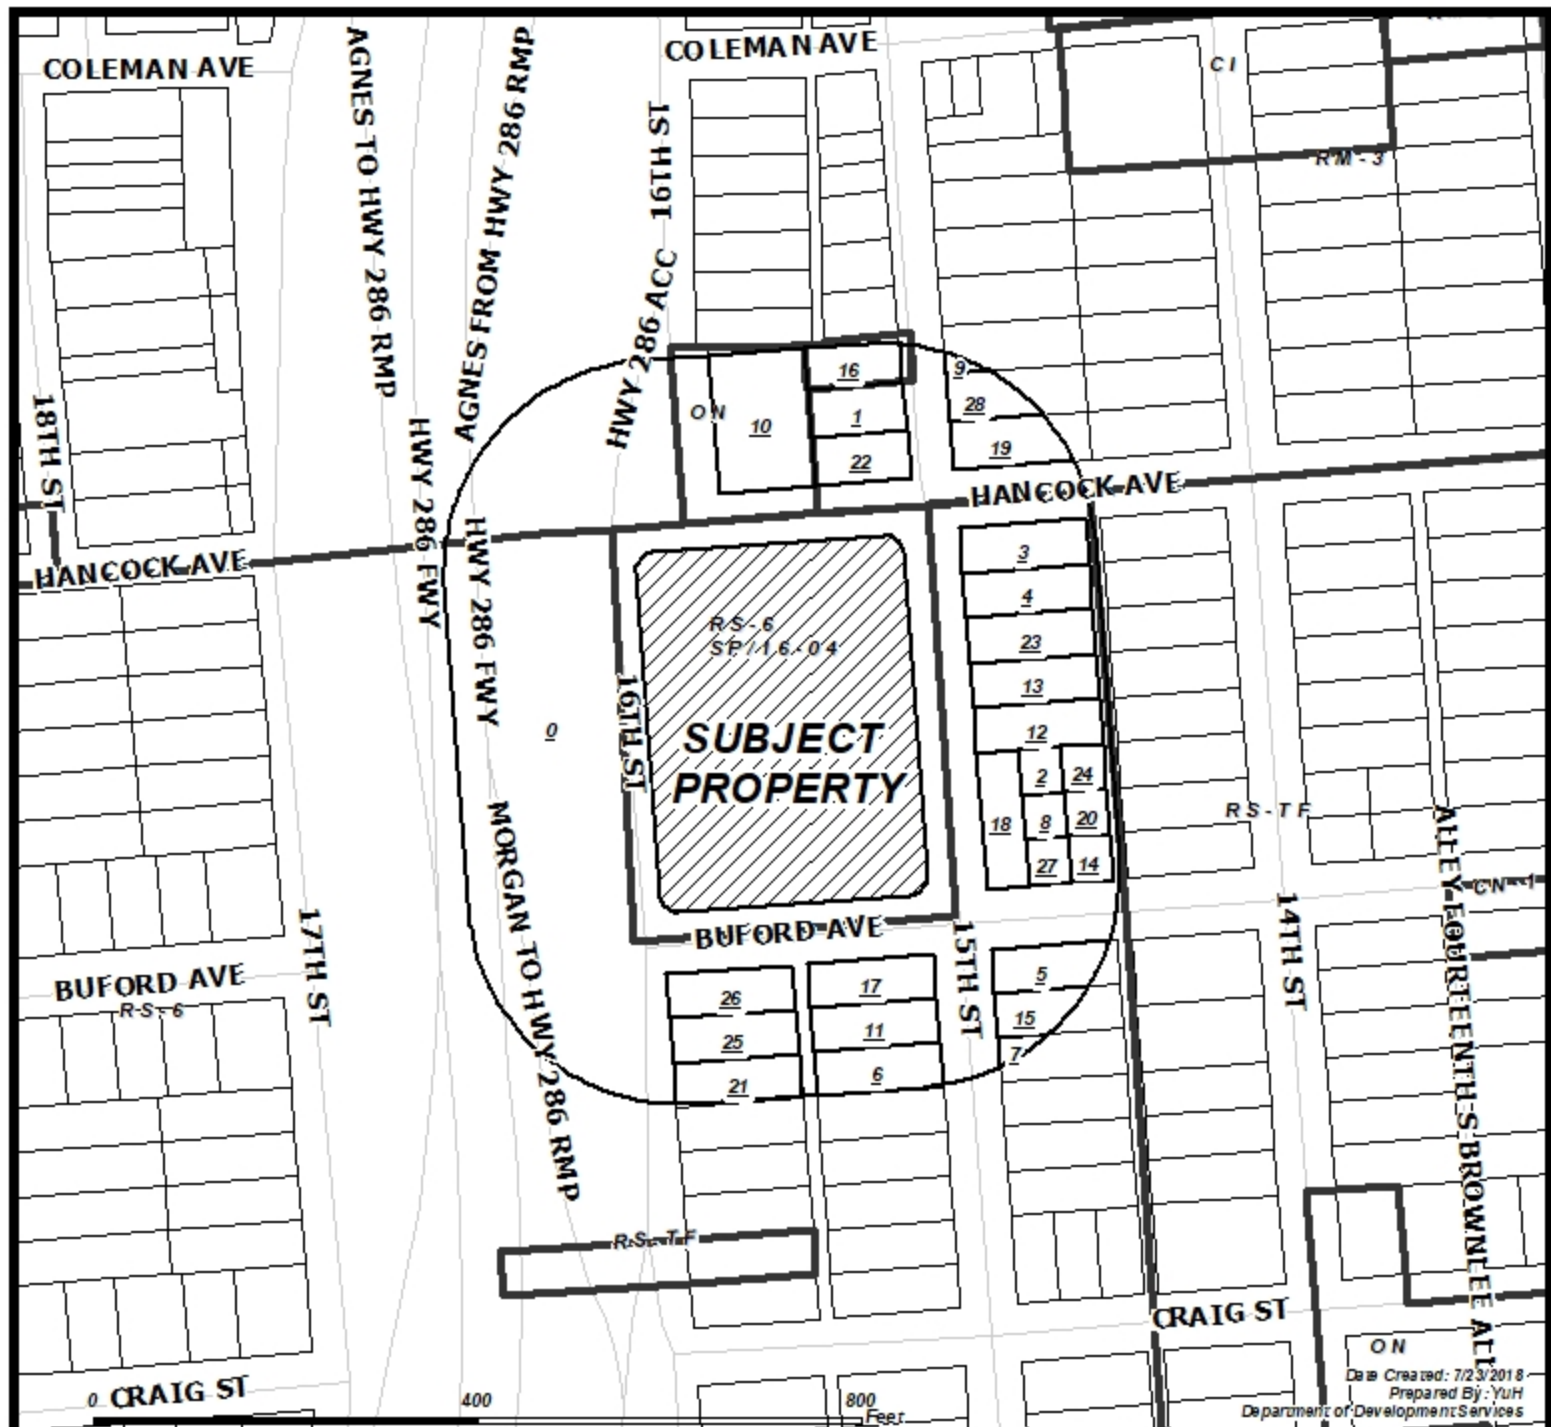 COLEMAN AVE
AGNES TO HWY 286 RMP
AGNES FROM HWY 286 RMP
COLEMAN AVE
16TH ST
HWY 286 ACC
CI
RM-3
18TH ST
HWY 286 FWY
HWY 286 FWY
ON
10
16
1
22
9
28
19
HANCOCK AVE
HANCOCK AVE
RS-6
SP/16-04
SUBJECT
PROPERTY
16TH ST
0
3
4
23
13
12
2
24
18
8
20
27
14
RS-TF
ALLEY FOURTEENTH S BROWNLEE ALL
CN-1
MORGAN TO HWY 286 RMP
BUFORD AVE
15TH ST
14TH ST
17TH ST
BUFORD AVE
RS-6
26
17
5
25
11
15
21
6
7
RS-TF
CRAIG ST
ON
CRAIG ST
0
400
800
Feet
Date Created: 7/23/2018
Prepared By: YuH
Department of Development Services